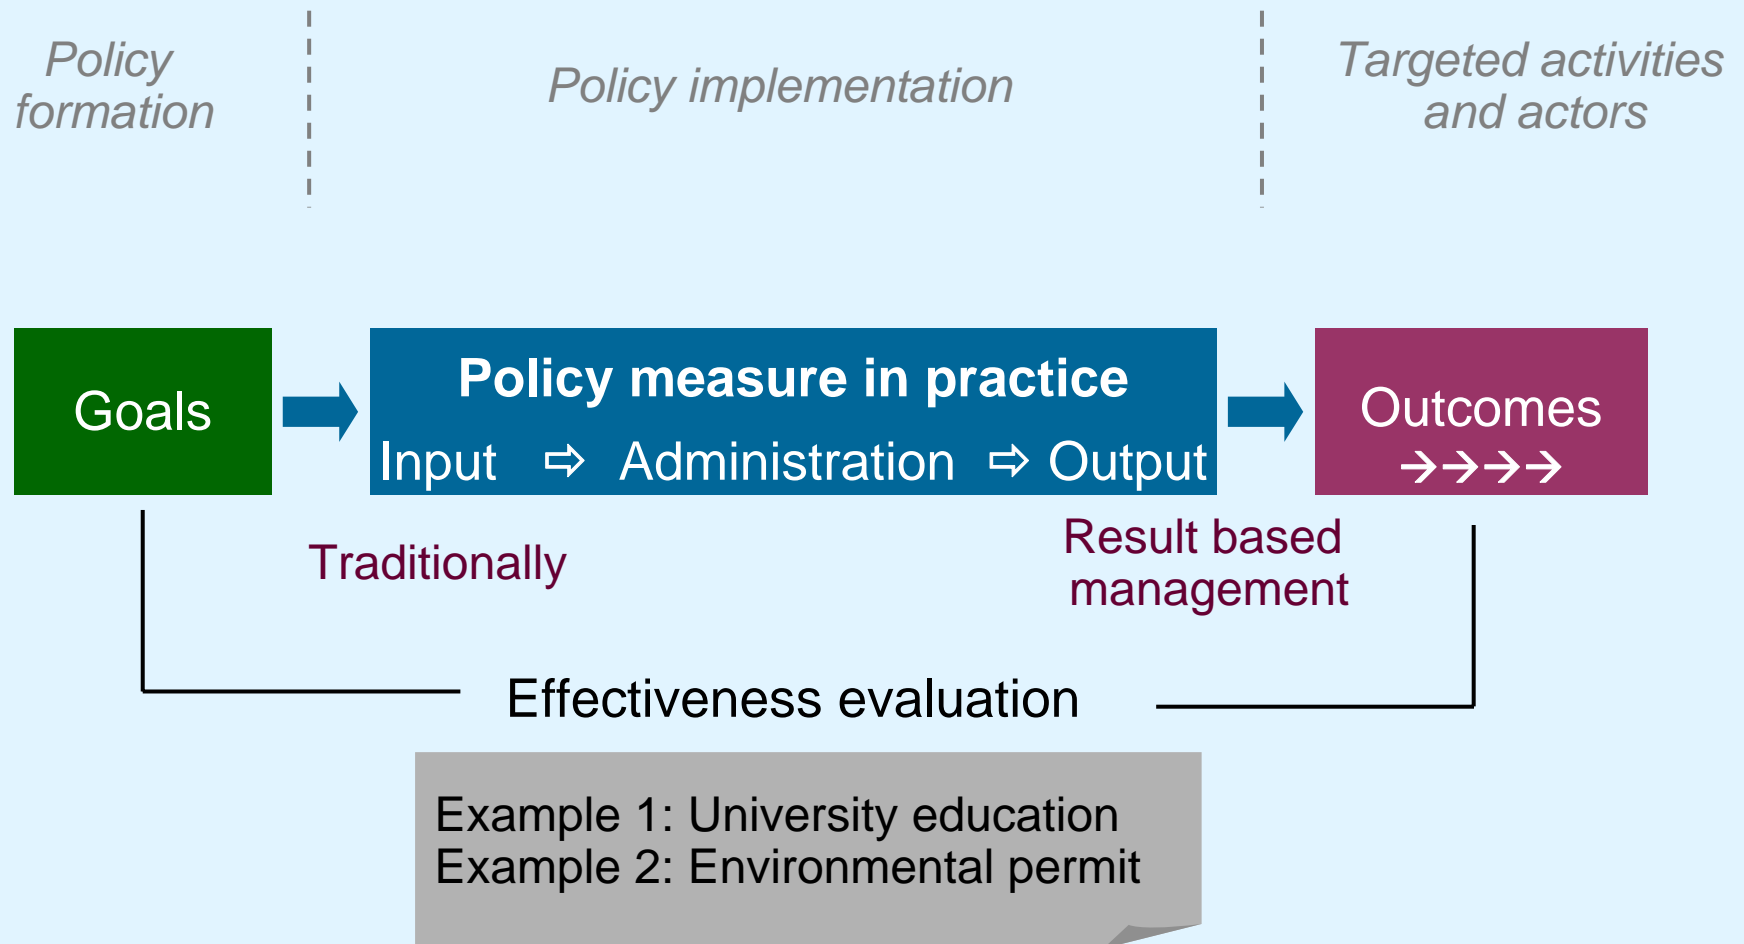 Policy
formation
Policy implementation
Targeted activities
and actors
Goals
Policy measure in practice
Input ⇨ Administration ⇨ Output
Outcomes
→→→→
Traditionally
Result based
management
Effectiveness evaluation
Example 1: University education
Example 2: Environmental permit